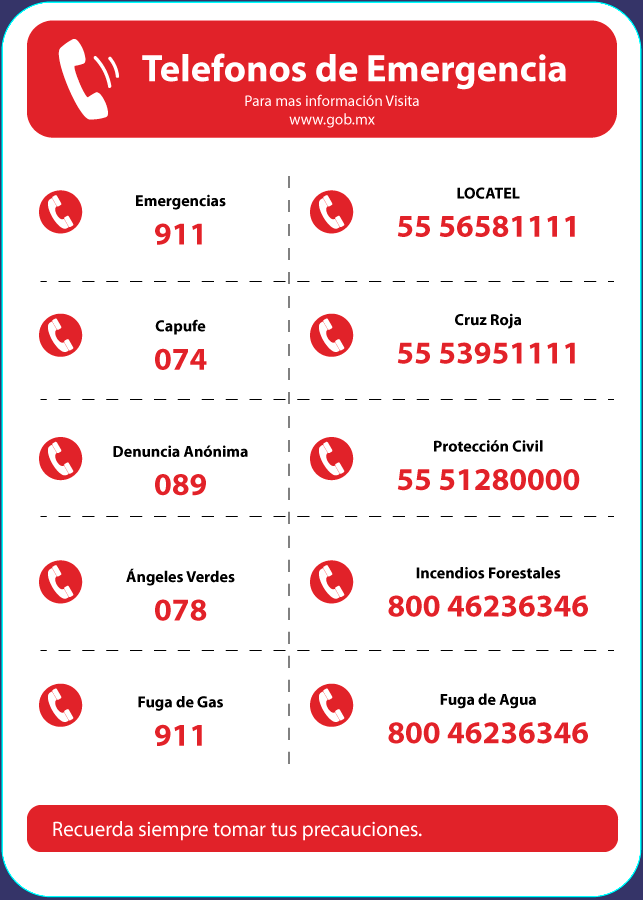 Telefonos de Emergencia
Para mas información Visita
www.gob.mx
Emergencias
911
LOCATEL
55 56581111
Capufe
074
Cruz Roja
55 53951111
Denuncia Anónima
089
Protección Civil
55 51280000
Ángeles Verdes
078
Incendios Forestales
800 46236346
Fuga de Gas
911
Fuga de Agua
800 46236346
Recuerda siempre tomar tus precauciones.